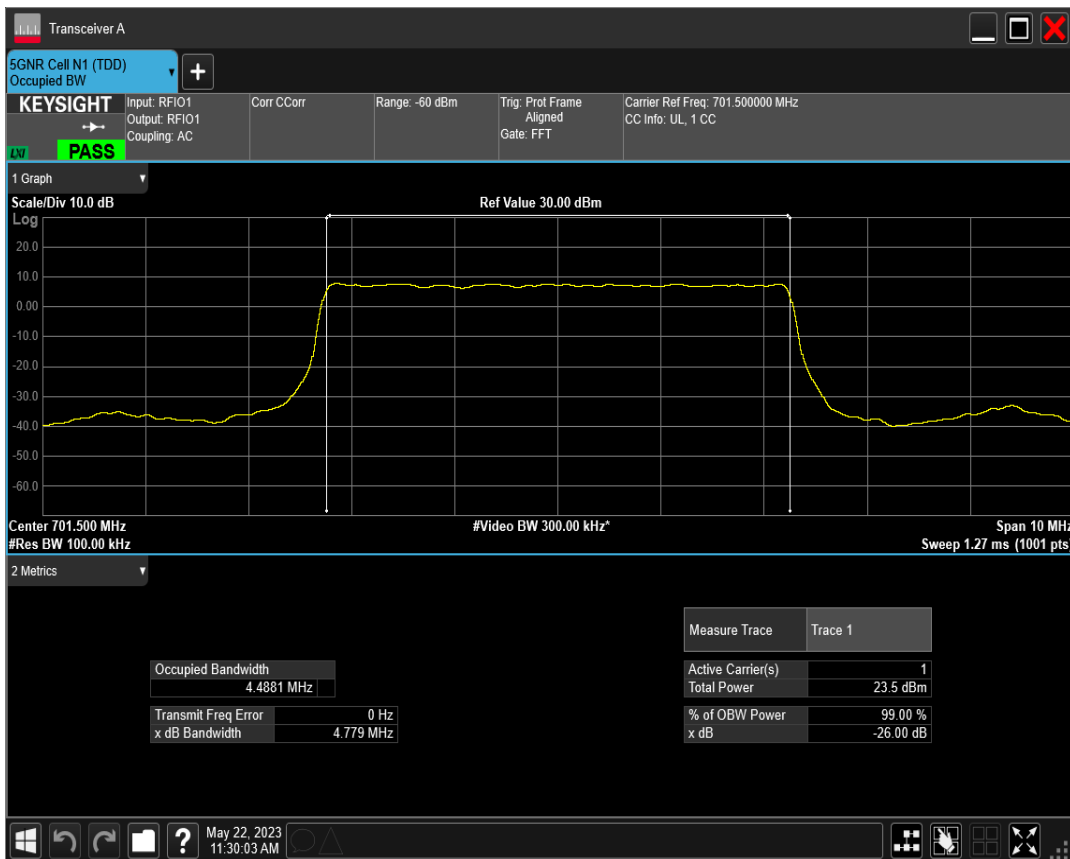 Transceiver A
5GNR Cell N1 (TDD)
Occupied BW
+
KEYSIGHT
LXI
PASS
Input: RFIO1
Output: RFIO1
Coupling: AC
Corr CCorr
Range: -60 dBm
Trig: Prot Frame
Aligned
Gate: FFT
Carrier Ref Freq: 701.500000 MHz
CC Info: UL, 1 CC
1 Graph
Scale/Div 10.0 dB
Ref Value 30.00 dBm
Log
20.0
10.0
0.00
-10.0
-20.0
-30.0
-40.0
-50.0
-60.0
Center 701.500 MHz
#Video BW 300.00 kHz*
Span 10 MHz
#Res BW 100.00 kHz
Sweep 1.27 ms (1001 pts)
2 Metrics
Measure Trace Trace 1
Occupied Bandwidth
4.4881 MHz
Active Carrier(s) 1
Total Power 23.5 dBm
Transmit Freq Error 0 Hz
x dB Bandwidth 4.779 MHz
% of OBW Power 99.00 %
x dB -26.00 dB
?
May 22, 2023
11:30:03 AM